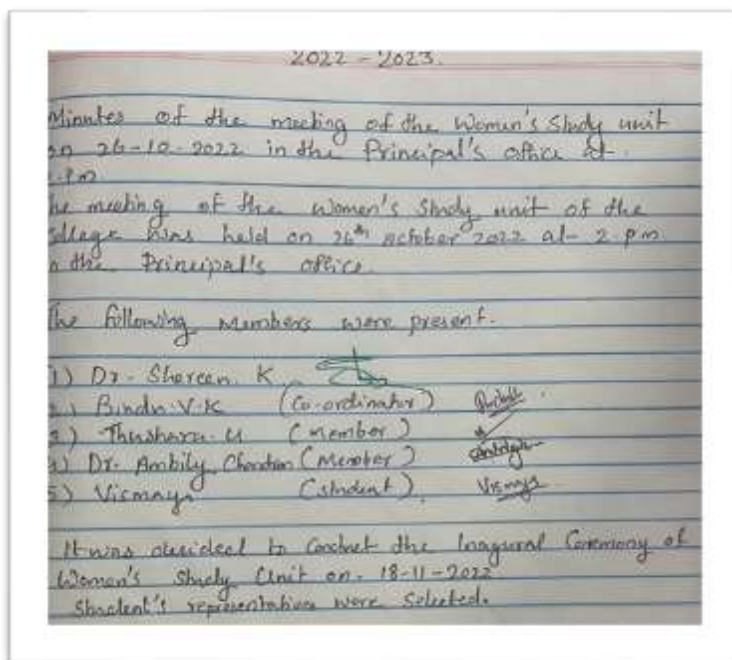 2022 - 2023.
Minutes of the meeting of the Women's Study unit
on 26-10-2022 in the Principal's office at
2.pm
The meeting of the Women's Study unit of the
College was held on 26th october 2022 at 2.pm
n the Principal's office.
The following members were present.
1) Dr. Shereen. K
2) Bindu.V.K (Co-ordinator)
3) Thushara.U (member)
4) Dr. Ambily Chandran (Member)
5) Vismaya (student) Vismaya
It was decided to Conduct the Inagural Ceremony of
Women's Study Unit on. 18-11-2022
Student's representatives were selected.